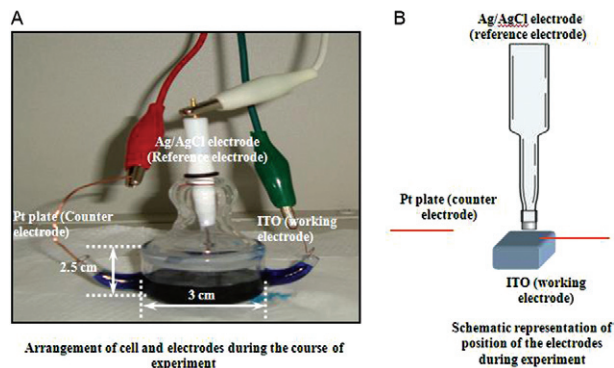 A
Ag/AgCl electrode
(Reference electrode)
Pt plate (Counter
electrode)
ITO (working
electrode)
2.5 cm
3 cm
Arrangement of cell and electrodes during the course of
experiment
B
Ag/AgCl electrode
(reference electrode)
Pt plate (counter
electrode)
ITO (working
electrode)
Schematic representation of
position of the electrodes
during experiment